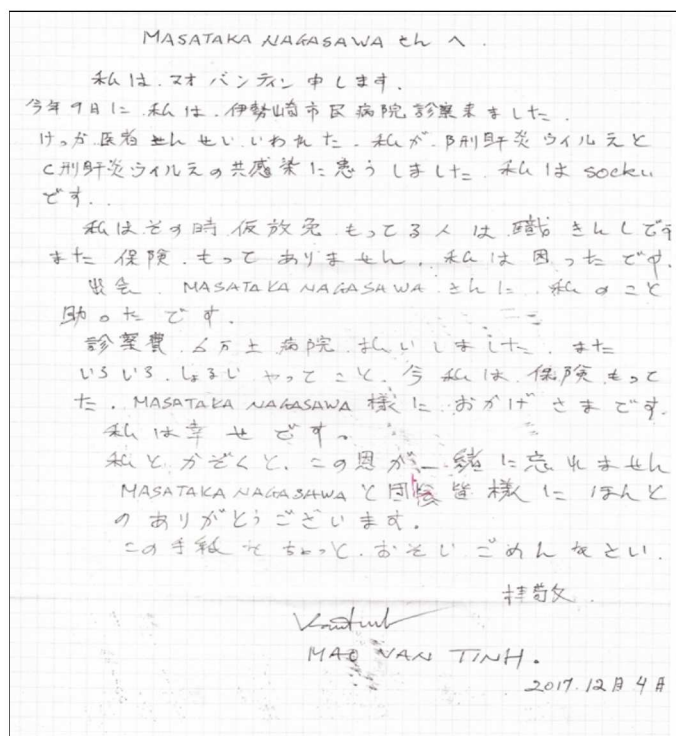 MASATAKA NAGASAWA さんへ.
私は.マオ バンティン 申します.
今年9月に 私は.伊勢崎市民病院診察来ました.
けっか.医者 せんせい いわれた.私が.B型肝炎ウイルスと
C型肝炎ウイルスの共感染に患うしました.私は socku
です..
私はその時.仮放免 もってる人 は 職きんしです
また 保険.もって ありません.私は 困ったです.
出会 MASATAKA NAGASAWA さんに 私のこと
助ったです.
診察費.6万土 病院.払いしました.また
いろいろ.しょるい やってこと.今 私は.保険もって
た.MASATAKA NAGASAWA 様に おかげさまです.
私は幸せです。
私とかぞくと.この恩が一緒に忘れません
MASATAKA NAGASHWA と団 皆様に ほんと
のありがとうございます.
この手紙をちょっと.おそい ごめんなさい.
拝
MAO VAN TINH.
2017.12月4日